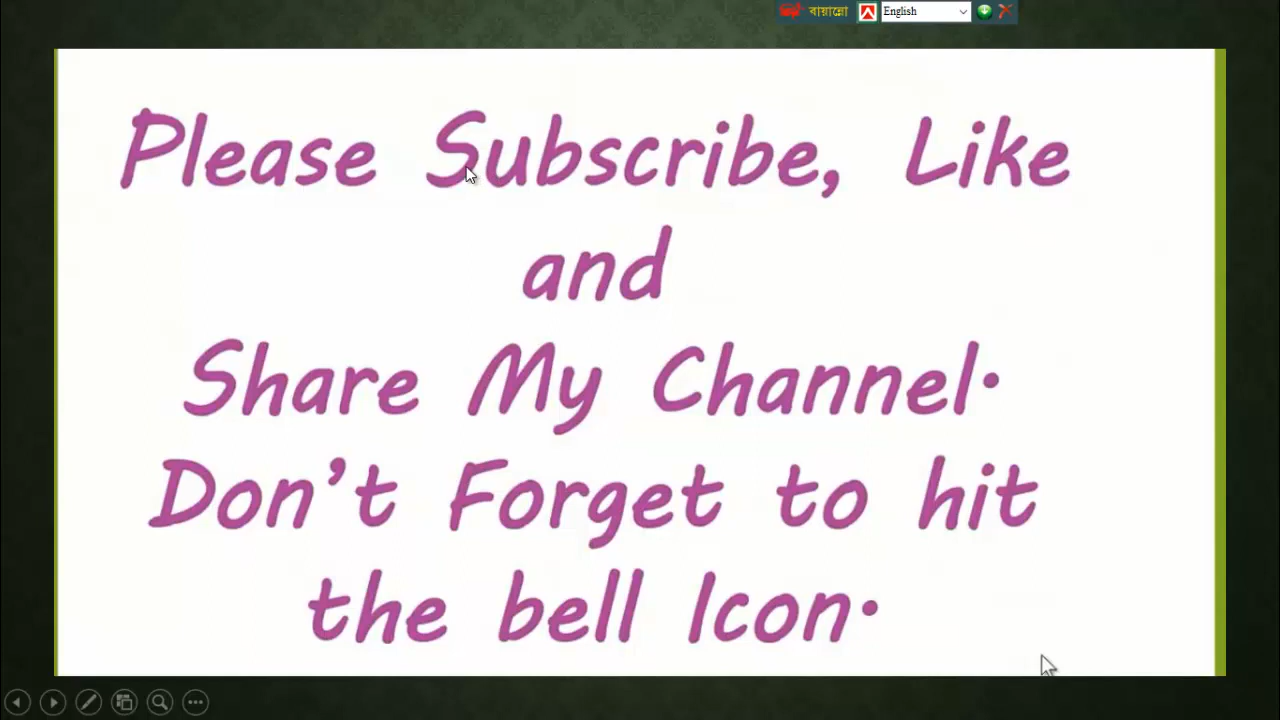 বায়ান্নো English
Please Subscribe, Like
and
Share My Channel.
Don't Forget to hit
the bell Icon.